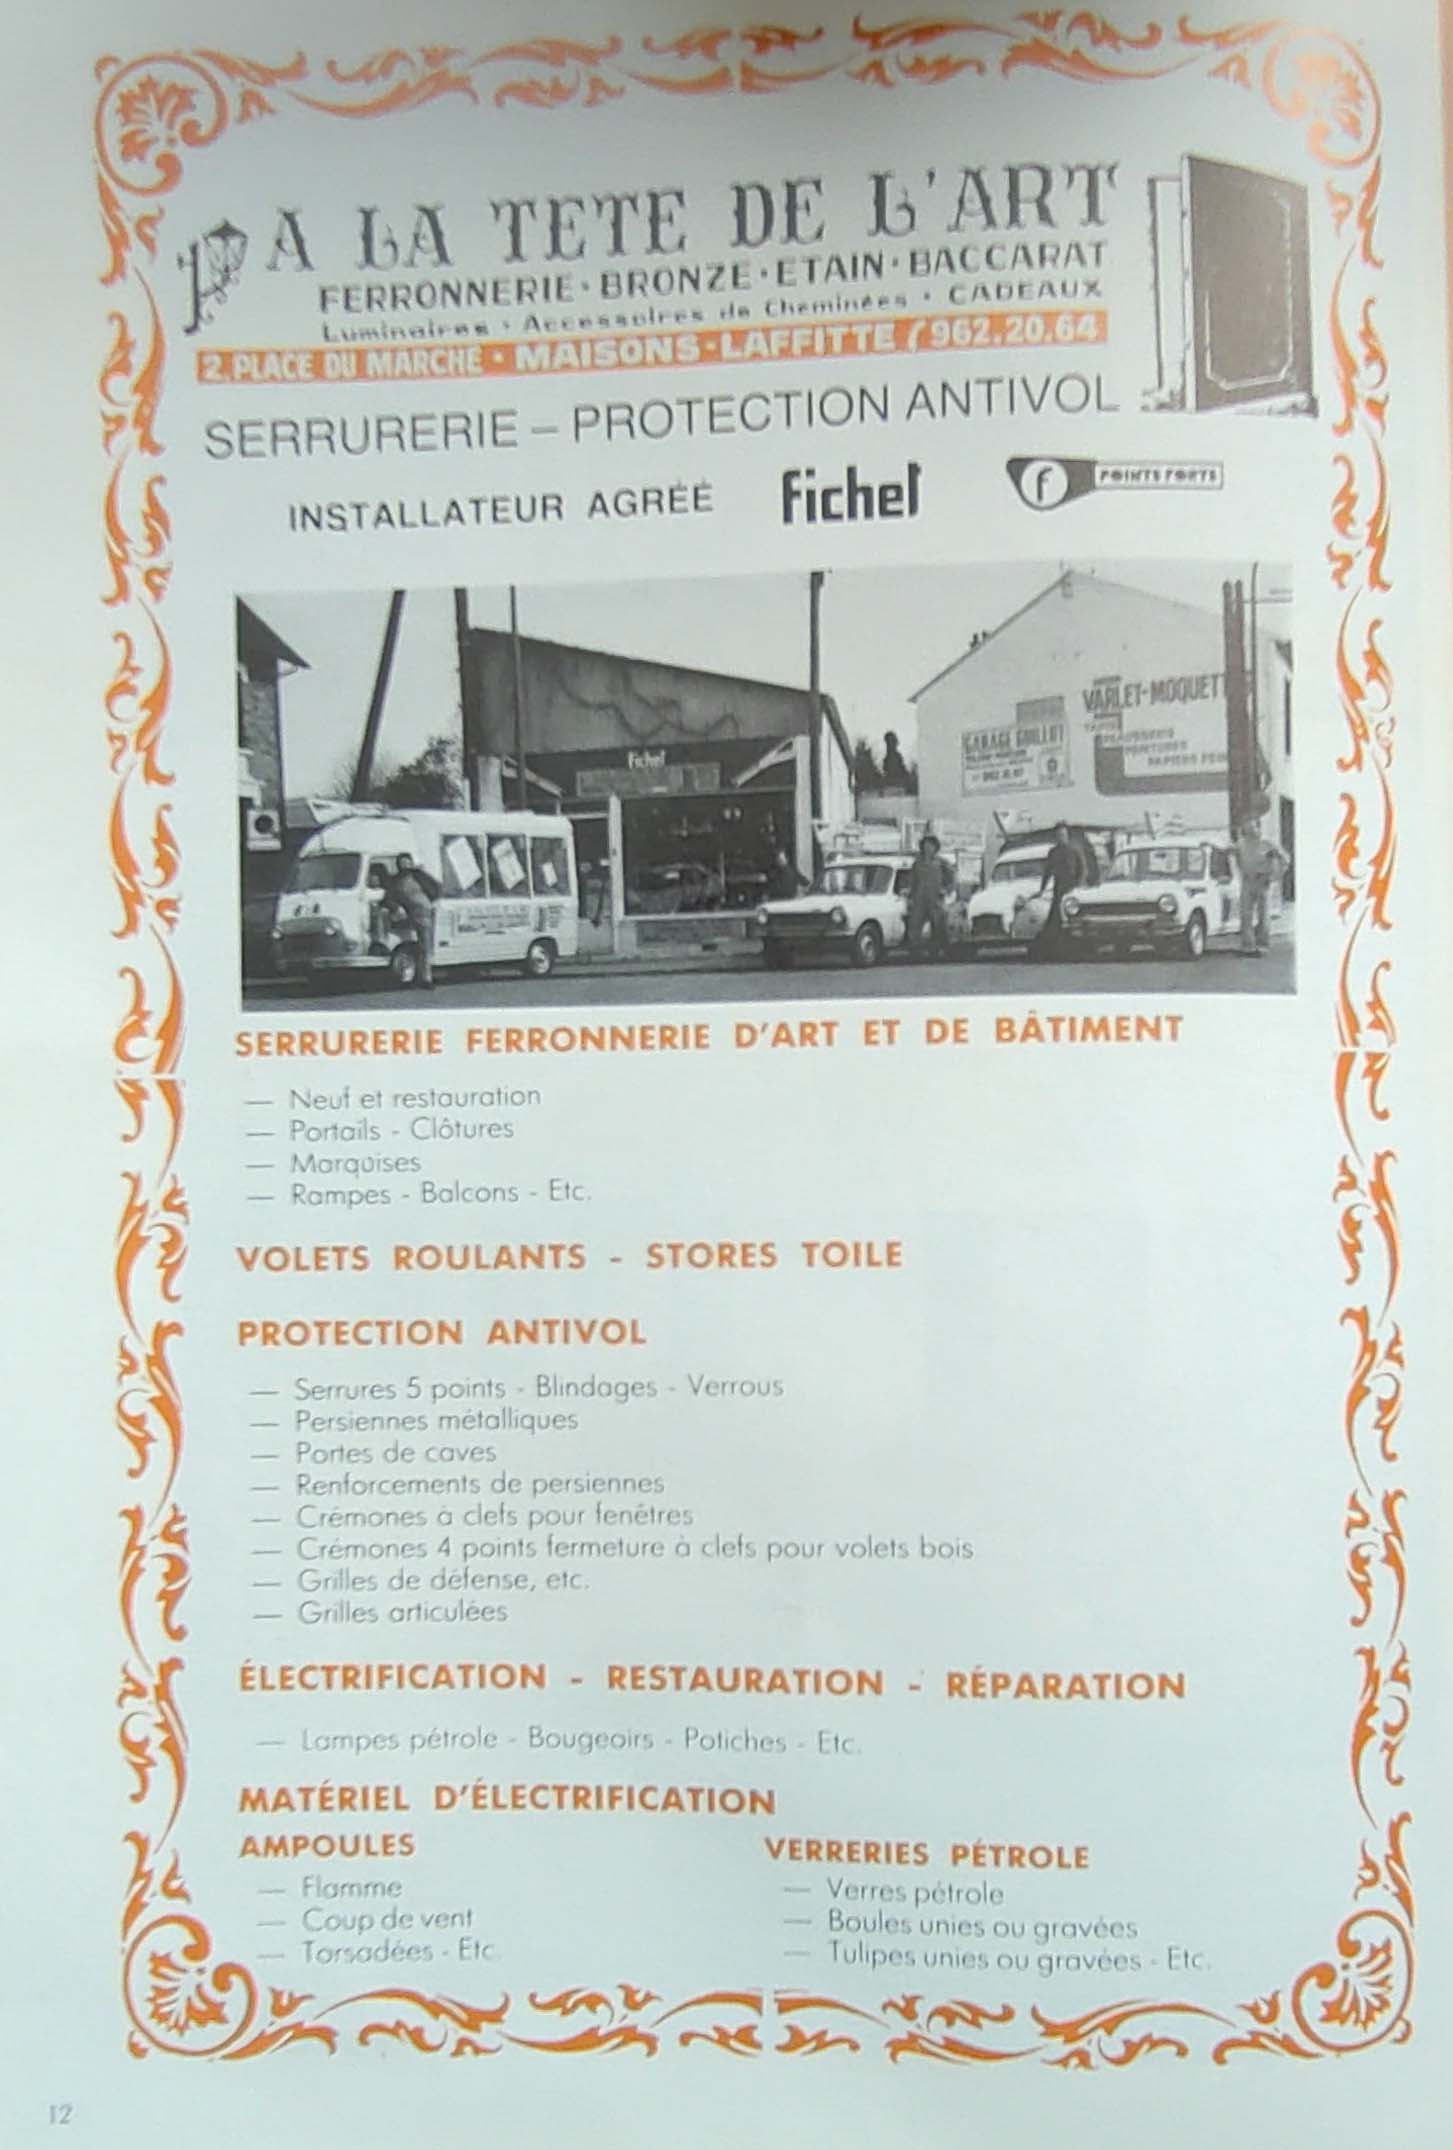 A LA TETE DE L'ART
FERRONNERIE · BRONZE · ETAIN · BACCARAT
Luminaires · Accessoires de Cheminées · CADEAUX
2, PLACE DU MARCHE · MAISONS-LAFFITTE / 962.20.64
SERRURERIE – PROTECTION ANTIVOL
INSTALLATEUR AGRÉÉ fichet f POINTS FORTS
fichet
VARLET-MOQUET
GARAGE GUILLOT
PEINTURES
SERRURERIE FERRONNERIE D'ART ET DE BÂTIMENT
— Neuf et restauration
— Portails - Clôtures
— Marquises
— Rampes - Balcons - Etc.
VOLETS ROULANTS - STORES TOILE
PROTECTION ANTIVOL
— Serrures 5 points - Blindages - Verrous
— Persiennes métalliques
— Portes de caves
— Renforcements de persiennes
— Crémones à clefs pour fenêtres
— Crémones 4 points fermeture à clefs pour volets bois
— Grilles de défense, etc.
— Grilles articulées
ÉLECTRIFICATION - RESTAURATION - RÉPARATION
— Lampes pétrole - Bougeoirs - Potiches - Etc.
MATÉRIEL D'ÉLECTRIFICATION
AMPOULES
— Flamme
— Coup de vent
— Torsadées - Etc.
VERRERIES PÉTROLE
— Verres pétrole
— Boules unies ou gravées
— Tulipes unies ou gravées - Etc.
12